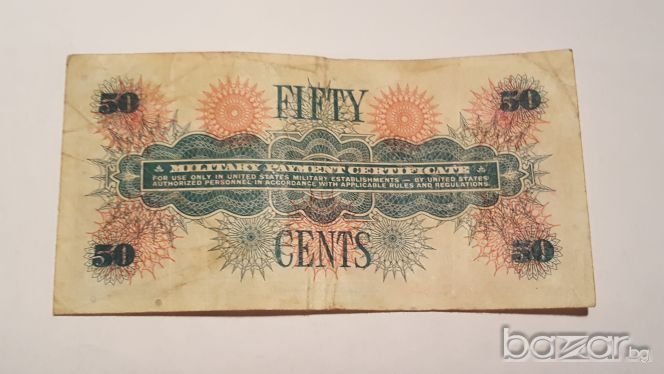 50 FIFTY 50
MILITARY PAYMENT CERTIFICATE
FOR USE ONLY IN UNITED STATES MILITARY ESTABLISHMENTS — BY UNITED STATES
AUTHORIZED PERSONNEL IN ACCORDANCE WITH APPLICABLE RULES AND REGULATIONS.
50 CENTS 50
bazar.bg